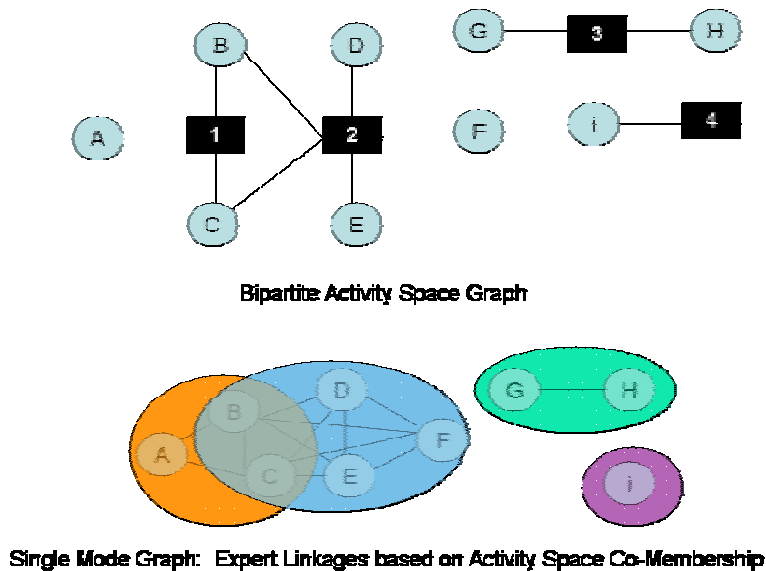 B
D
G
3
H
A
1
2
F
i
4
C
E
Bipartite Activity Space Graph
B
D
G
H
A
F
C
E
i
Single Mode Graph: Expert Linkages based on Activity Space Co-Membership